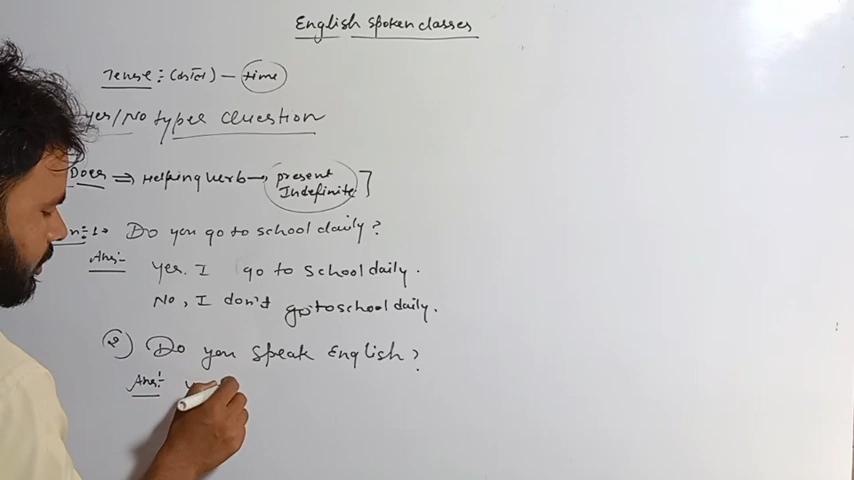 English spoken classes
Tense :- (काल) — time
yes/No types Question
Does ⇒ Helping verb → present Indefinite ]
1 → Do you go to school daily?
Ans:- yes. I go to school daily.
No, I don't go to school daily.
(2) Do you speak English?
Ans:- y